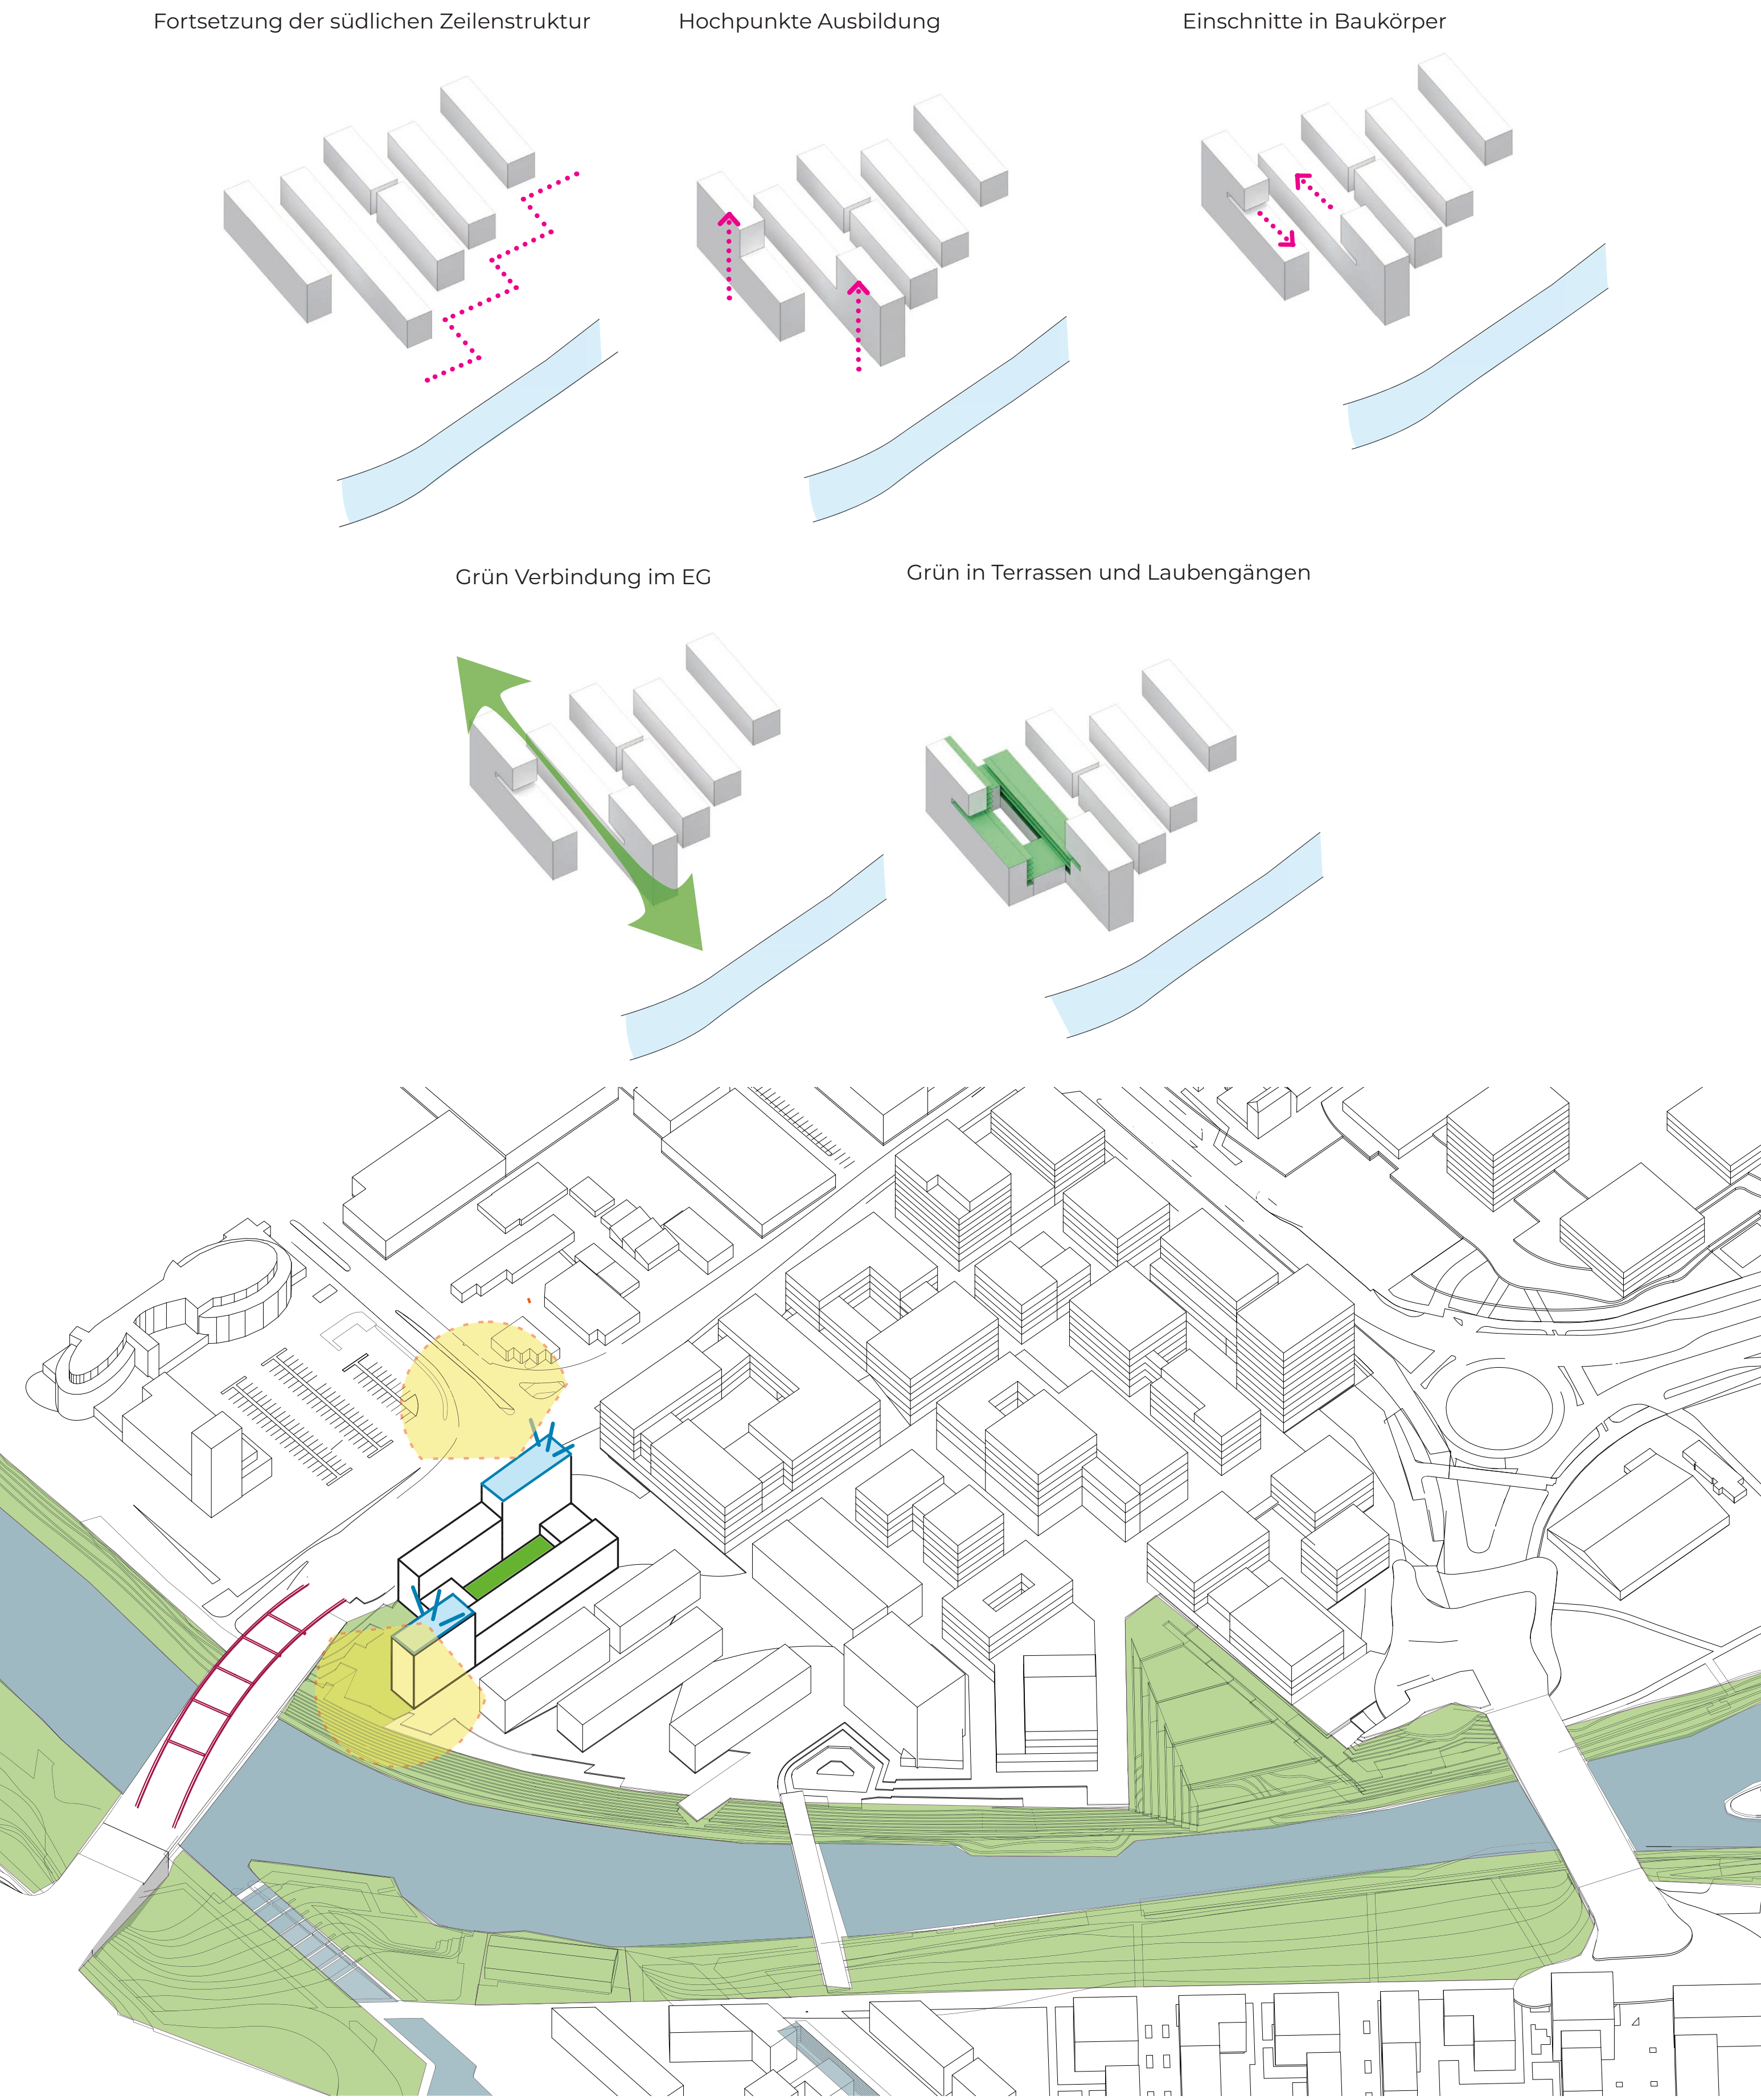 Fortsetzung der südlichen Zeilenstruktur
Hochpunkte Ausbildung
Einschnitte in Baukörper
Grün Verbindung im EG
Grün in Terrassen und Laubengängen